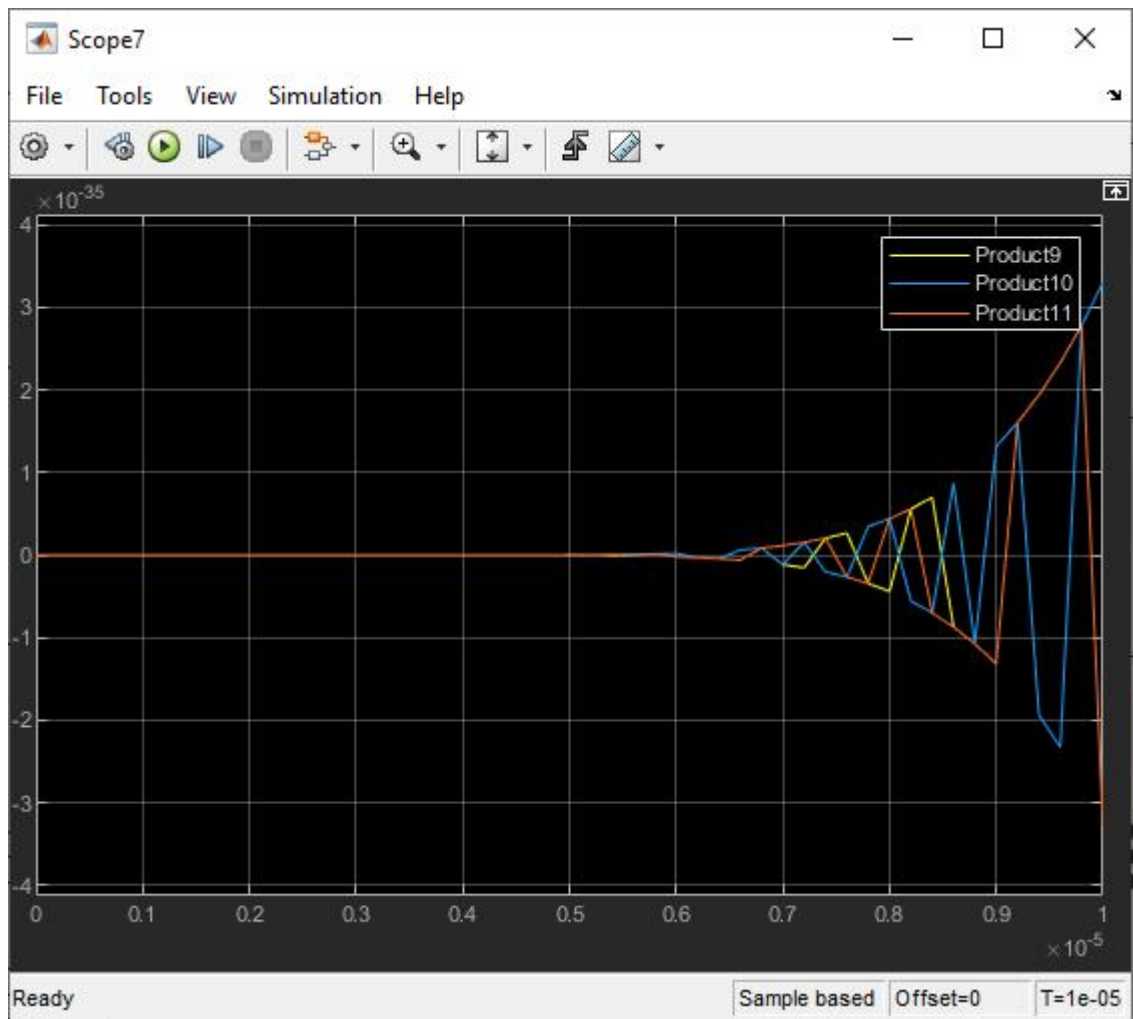 Scope7
File Tools View Simulation Help
×10-35
4
3
2
1
0
-1
-2
-3
-4
Product9
Product10
Product11
0 0.1 0.2 0.3 0.4 0.5 0.6 0.7 0.8 0.9 1
×10-5
Ready Sample based Offset=0 T=1e-05